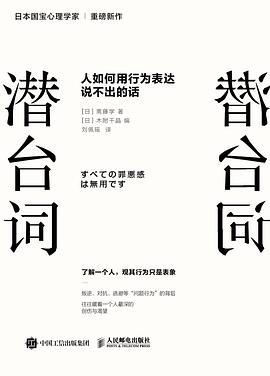 日本国宝心理学家 | 重磅新作
潜台词
人如何用行为表达
说不出的话
[日] 斋藤学 著
[日] 木附千晶 编
刘佩瑶 译
すべての罪悪感
は無用です
潜台词
了解一个人，观其行为只是表象
叛逆、对抗、逃避等“问题行为”的背后
往往藏着一个人最深的
创伤与渴望
中国工信出版集团
人民邮电出版社
POSTS & TELECOM PRESS